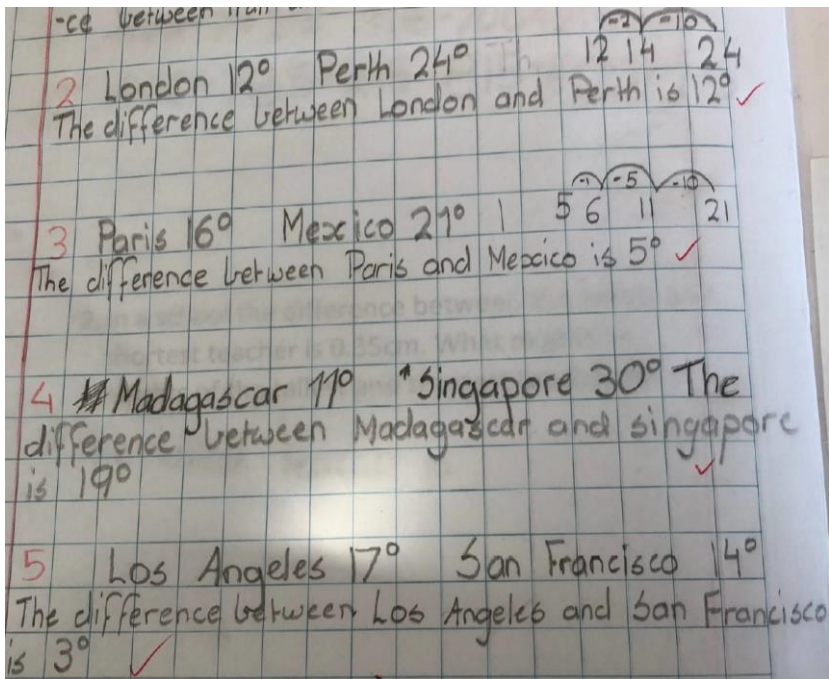 -ce between
-2 -10
12 14 24
2 London 12° Perth 24°
The difference between London and Perth is 12° ✓
-1 -5 -10
5 6 11 21
3 Paris 16° Mexico 21°
The difference between Paris and Mexico is 5° ✓
4 Madagascar 11° Singapore 30° The
difference between Madagascar and singapore
is 19° ✓
5 Los Angeles 17° San Francisco 14°
The difference between Los Angeles and San Francisco
is 3° ✓